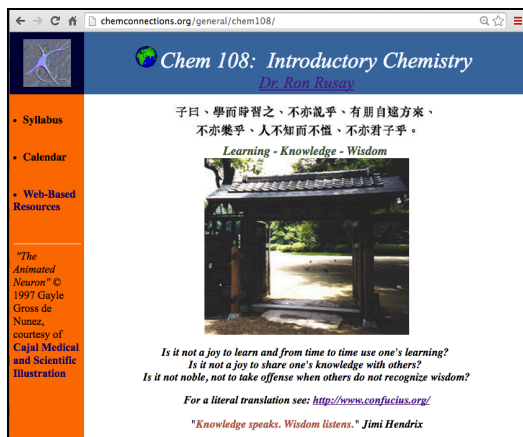 chemconnections.org/general/chem108/
Chem 108: Introductory Chemistry
Dr. Ron Rusay
• Syllabus
• Calendar
• Web-Based
Resources
"The
Animated
Neuron" ©
1997 Gayle
Gross de
Nunez,
courtesy of
Cajal Medical
and Scientific
Illustration
子曰、學而時習之、不亦說乎、有朋自遠方來、
不亦樂乎、人不知而不慍、不亦君子乎。
Learning - Knowledge - Wisdom
Is it not a joy to learn and from time to time use one's learning?
Is it not a joy to share one's knowledge with others?
Is it not noble, not to take offense when others do not recognize wisdom?
For a literal translation see: http://www.confucius.org/
"Knowledge speaks. Wisdom listens." Jimi Hendrix